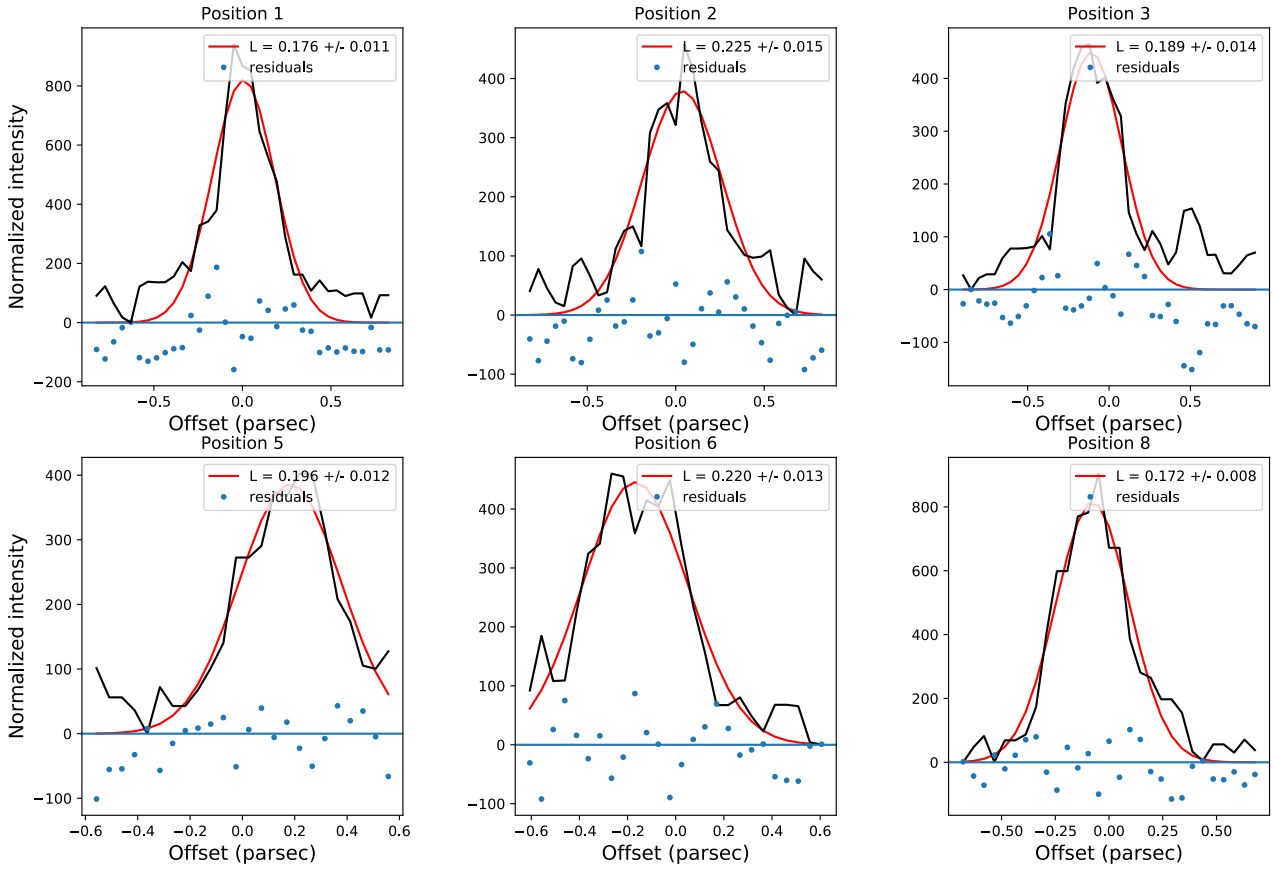 Position 1
Position 2
Position 3
L = 0.176 +/- 0.011
residuals
L = 0.225 +/- 0.015
residuals
L = 0.189 +/- 0.014
residuals
Normalized intensity
800
600
400
200
0
−200
400
300
200
100
0
−100
400
300
200
100
0
−100
−0.5 0.0 0.5
−0.5 0.0 0.5
−0.5 0.0 0.5
Offset (parsec)
Offset (parsec)
Offset (parsec)
Position 5
Position 6
Position 8
L = 0.196 +/- 0.012
residuals
L = 0.220 +/- 0.013
residuals
L = 0.172 +/- 0.008
residuals
Normalized intensity
400
300
200
100
0
−100
400
300
200
100
0
−100
800
600
400
200
0
−200
−0.6 −0.4 −0.2 0.0 0.2 0.4 0.6
−0.6 −0.4 −0.2 0.0 0.2 0.4 0.6
−0.50 −0.25 0.00 0.25 0.50
Offset (parsec)
Offset (parsec)
Offset (parsec)